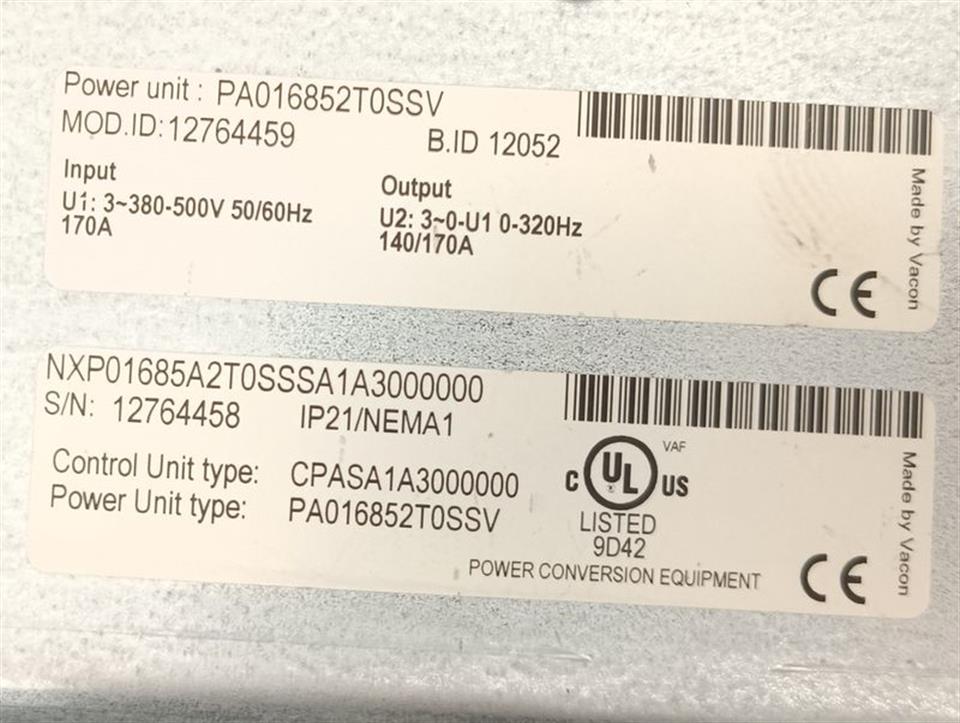 Power unit : PA016852T0SSV
MOD.ID:12764459 B.ID 12052
Input
U1: 3~380-500V 50/60Hz
170A
Output
U2: 3~0-U1 0-320Hz
140/170A
CE
Made by Vacon
NXP01685A2T0SSSA1A3000000
S/N: 12764458 IP21/NEMA1
Control Unit type: CPASA1A3000000
Power Unit type: PA016852T0SSV
VAF
C UL US
LISTED
9D42
POWER CONVERSION EQUIPMENT
CE
Made by Vacon